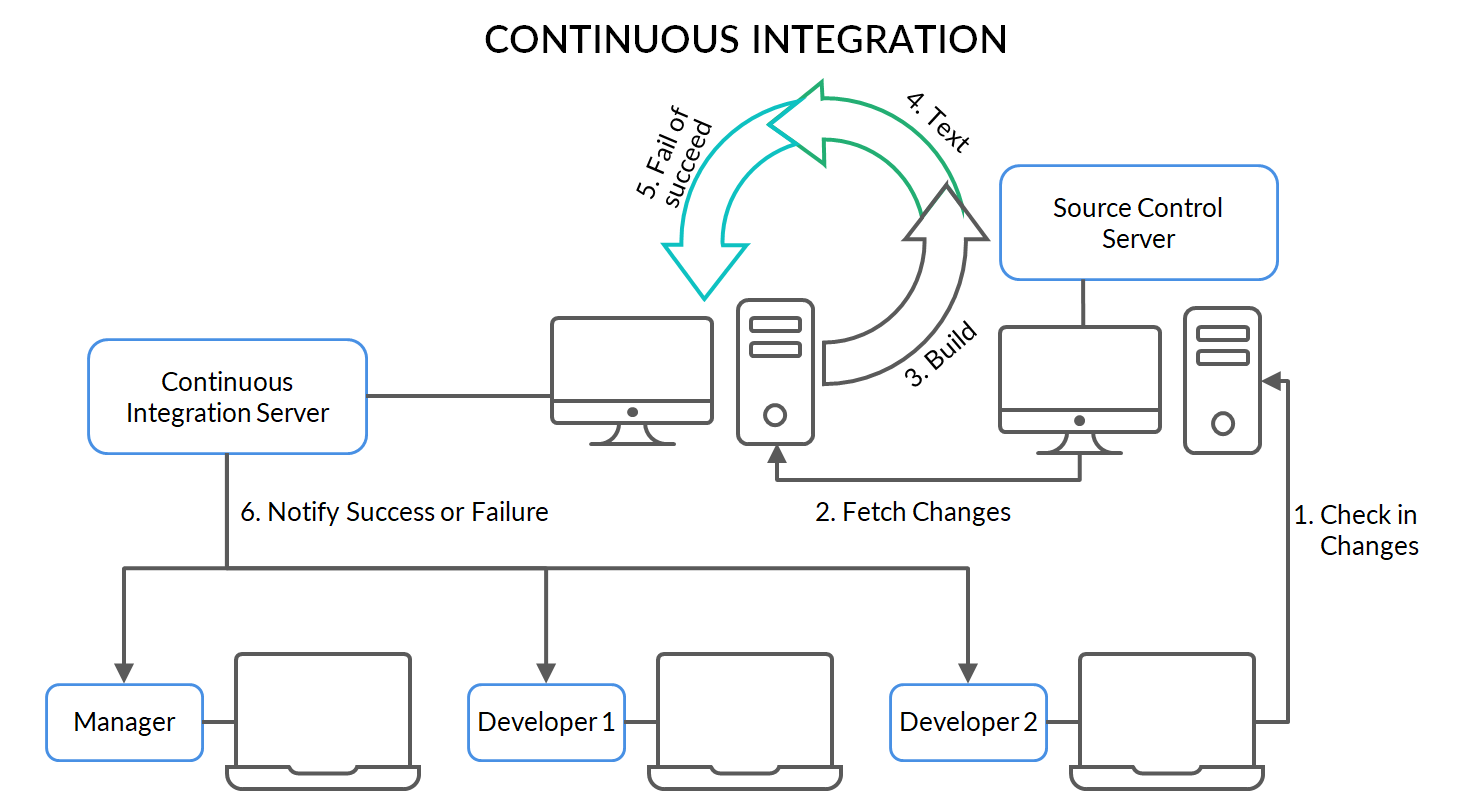 CONTINUOUS INTEGRATION
4. Text
5. Fail of
succeed
Source Control
Server
3. Build
Continuous
Integration Server
6. Notify Success or Failure
2. Fetch Changes
1. Check in
Changes
Manager
Developer 1
Developer 2